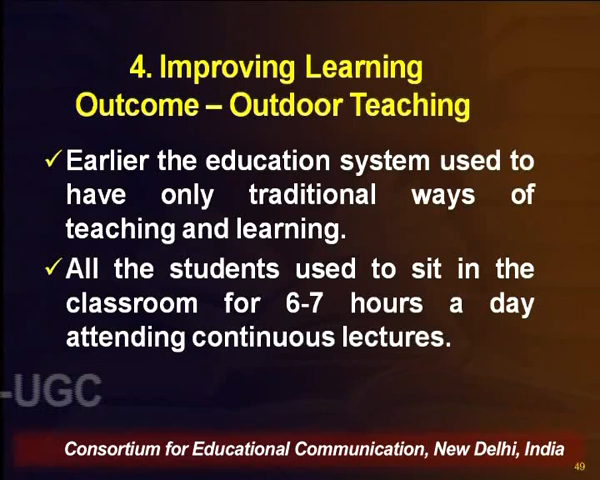 4. Improving Learning
Outcome – Outdoor Teaching
✓Earlier the education system used to
have only traditional ways of
teaching and learning.
✓All the students used to sit in the
classroom for 6-7 hours a day
attending continuous lectures.
-UGC
Consortium for Educational Communication, New Delhi, India
49